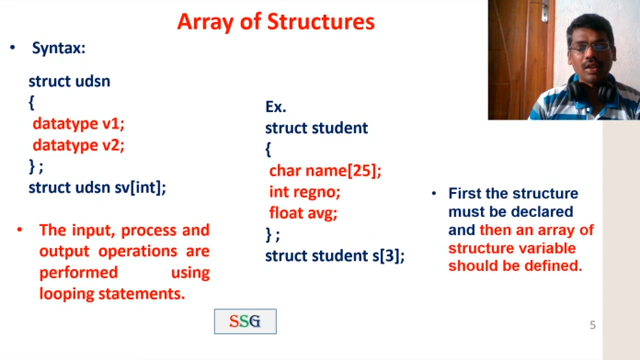 Array of Structures
• Syntax:
struct udsn
{
datatype v1;
datatype v2;
} ;
struct udsn sv[int];
• The input, process and
output operations are
performed using
looping statements.
Ex.
struct student
{
char name[25];
int regno;
float avg;
} ;
struct student s[3];
• First the structure
must be declared
and then an array of
structure variable
should be defined.
SSG
5